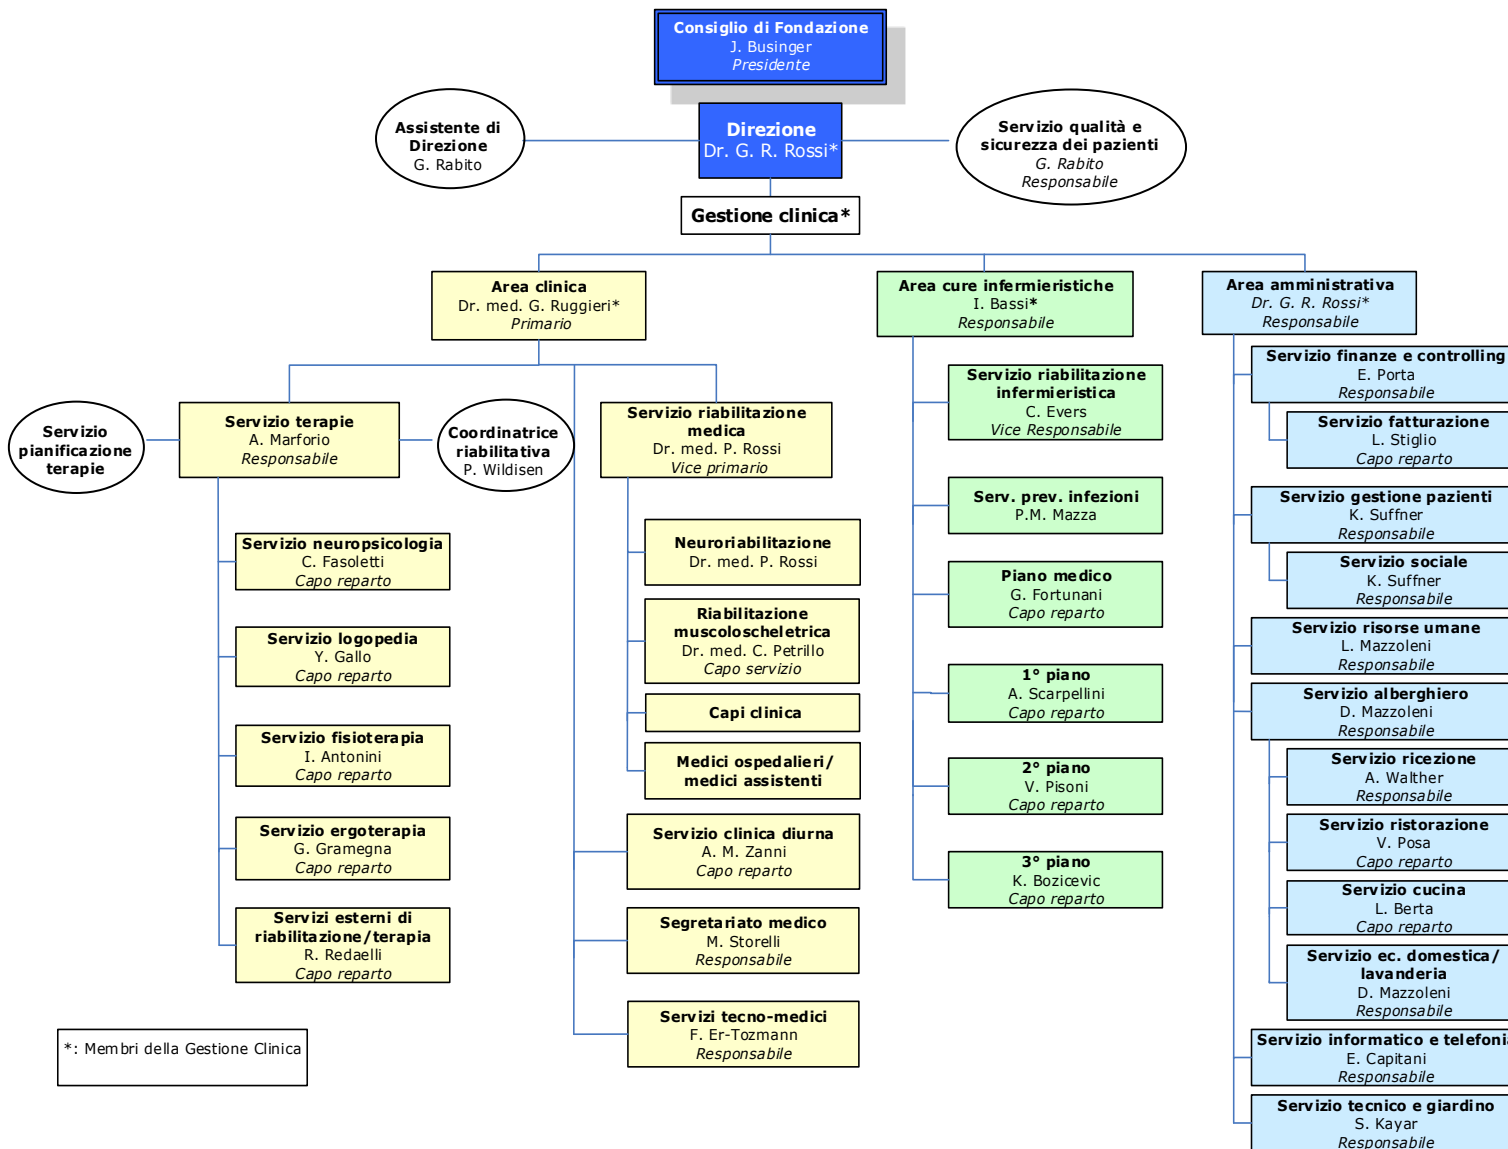 Consiglio di Fondazione
J. Businger
Presidente
Assistente di
Direzione
G. Rabito
Direzione
Dr. G. R. Rossi*
Servizio qualità e
sicurezza dei pazienti
G. Rabito
Responsabile
Gestione clinica*
Area clinica
Dr. med. G. Ruggieri*
Primario
Servizio
pianificazione
terapie
Servizio terapie
A. Marforio
Responsabile
Coordinatrice
riabilitativa
P. Wildisen
Servizio neuropsicologia
C. Fasoletti
Capo reparto
Servizio logopedia
Y. Gallo
Capo reparto
Servizio fisioterapia
I. Antonini
Capo reparto
Servizio ergoterapia
G. Gramegna
Capo reparto
Servizi esterni di
riabilitazione/terapia
R. Redaelli
Capo reparto
Servizio riabilitazione
medica
Dr. med. P. Rossi
Vice primario
Neuroriabilitazione
Dr. med. P. Rossi
Riabilitazione
muscoloscheletrica
Dr. med. C. Petrillo
Capo servizio
Capi clinica
Medici ospedalieri/
medici assistenti
Servizio clinica diurna
A. M. Zanni
Capo reparto
Segretariato medico
M. Storelli
Responsabile
Servizi tecno-medici
F. Er-Tozmann
Responsabile
Area cure infermieristiche
I. Bassi*
Responsabile
Servizio riabilitazione
infermieristica
C. Evers
Vice Responsabile
Serv. prev. infezioni
P.M. Mazza
Piano medico
G. Fortunani
Capo reparto
1° piano
A. Scarpellini
Capo reparto
2° piano
V. Pisoni
Capo reparto
3° piano
K. Bozicevic
Capo reparto
Area amministrativa
Dr. G. R. Rossi*
Responsabile
Servizio finanze e controlling
E. Porta
Responsabile
Servizio fatturazione
L. Stiglio
Capo reparto
Servizio gestione pazienti
K. Suffner
Responsabile
Servizio sociale
K. Suffner
Responsabile
Servizio risorse umane
L. Mazzoleni
Responsabile
Servizio alberghiero
D. Mazzoleni
Responsabile
Servizio ricezione
A. Walther
Responsabile
Servizio ristorazione
V. Posa
Capo reparto
Servizio cucina
L. Berta
Capo reparto
Servizio ec. domestica/
lavanderia
D. Mazzoleni
Responsabile
Servizio informatico e telefonia
E. Capitani
Responsabile
Servizio tecnico e giardino
S. Kayar
Responsabile
*: Membri della Gestione Clinica